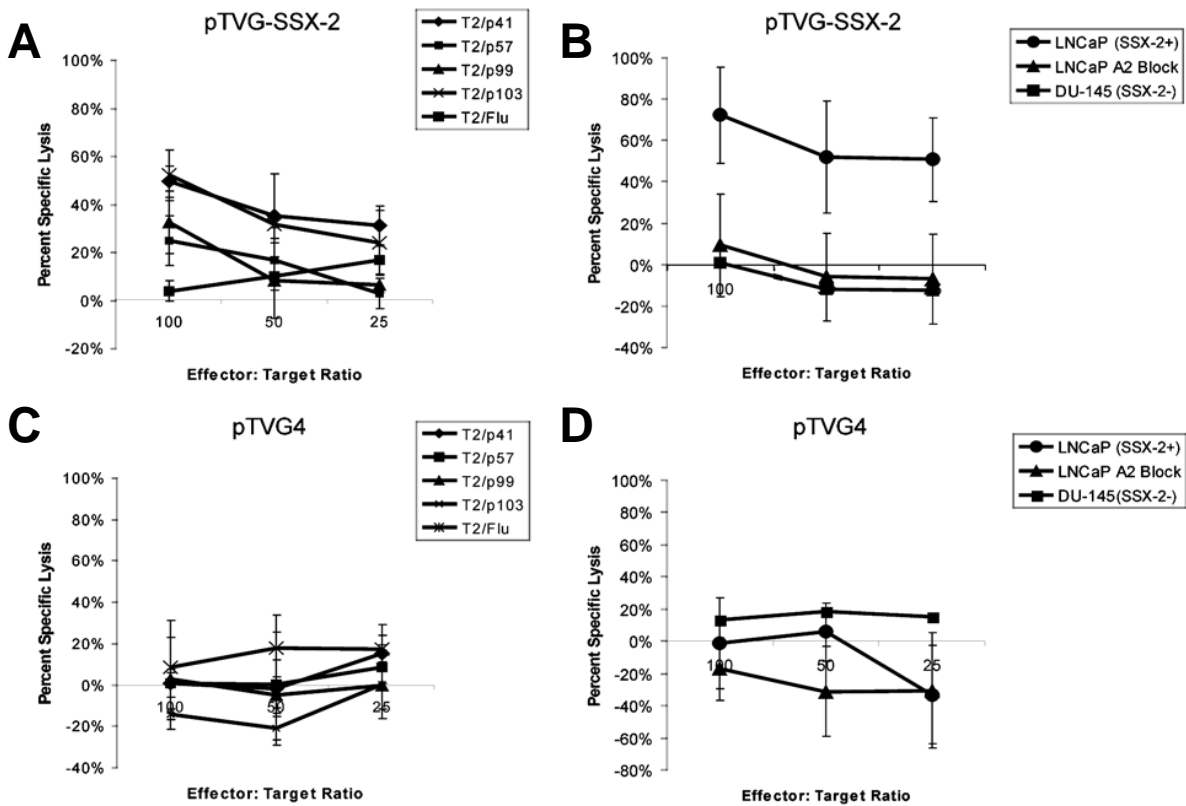 A
pTVG-SSX-2
T2/p41
T2/p57
T2/p99
T2/p103
T2/Flu
100%
80%
60%
40%
20%
0%
-20%
100
50
25
Percent Specific Lysis
Effector: Target Ratio
B
pTVG-SSX-2
LNCaP (SSX-2+)
LNCaP A2 Block
DU-145 (SSX-2-)
100%
80%
60%
40%
20%
0%
-20%
-40%
100
Percent Specific Lysis
Effector: Target Ratio
C
pTVG4
T2/p41
T2/p57
T2/p99
T2/p103
T2/Flu
100%
80%
60%
40%
20%
0%
-20%
-40%
100
50
25
Percent Specific Lysis
Effector: Target Ratio
D
pTVG4
LNCaP (SSX-2+)
LNCaP A2 Block
DU-145(SSX-2-)
100%
80%
60%
40%
20%
0%
-20%
-40%
-60%
-80%
100
50
25
Percent Specific Lysis
Effector: Target Ratio